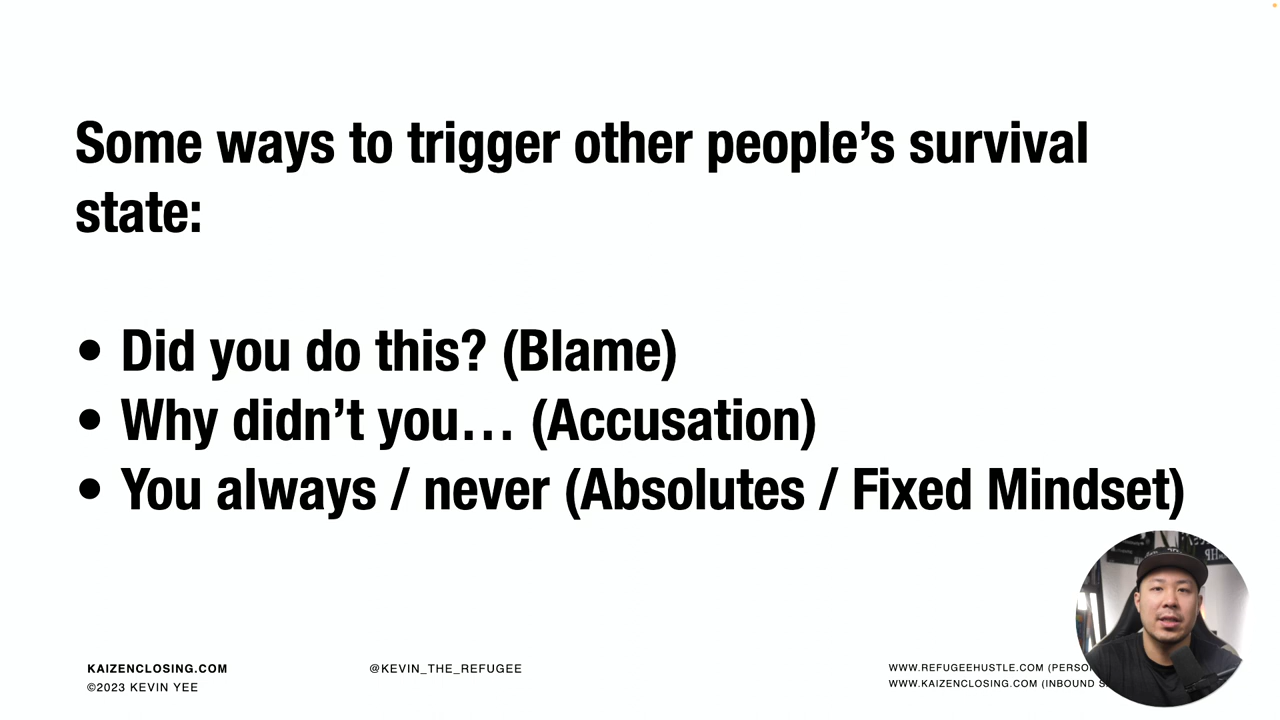 Some ways to trigger other people’s survival
state:
• Did you do this? (Blame)
• Why didn’t you… (Accusation)
• You always / never (Absolutes / Fixed Mindset)
KAIZENCLOSING.COM
©2023 KEVIN YEE
@KEVIN_THE_REFUGEE
WWW.REFUGEEHUSTLE.COM
WWW.KAIZENCLOSING.COM (INBOUND